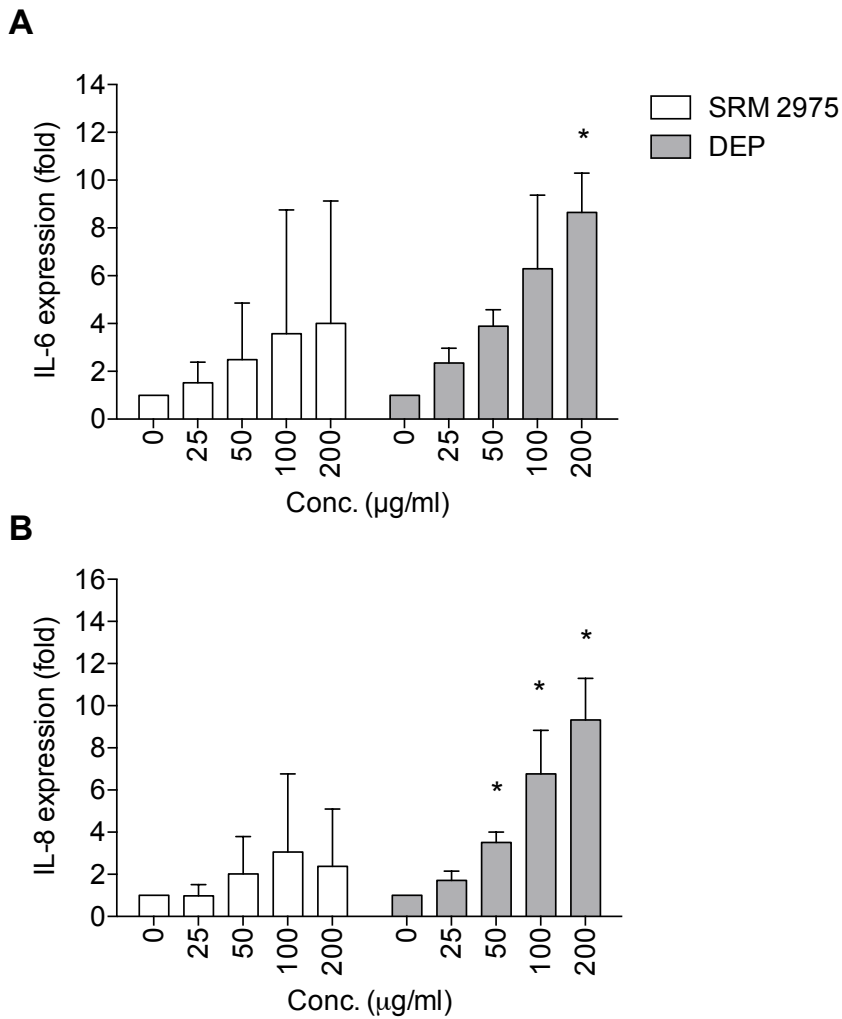 A
14
12
10
8
6
4
2
0
IL-6 expression (fold)
SRM 2975
DEP
*
0 25 50 100 200 0 25 50 100 200
Conc. (µg/ml)
B
16
14
12
10
8
6
4
2
0
IL-8 expression (fold)
* * *
0 25 50 100 200 0 25 50 100 200
Conc. (µg/ml)